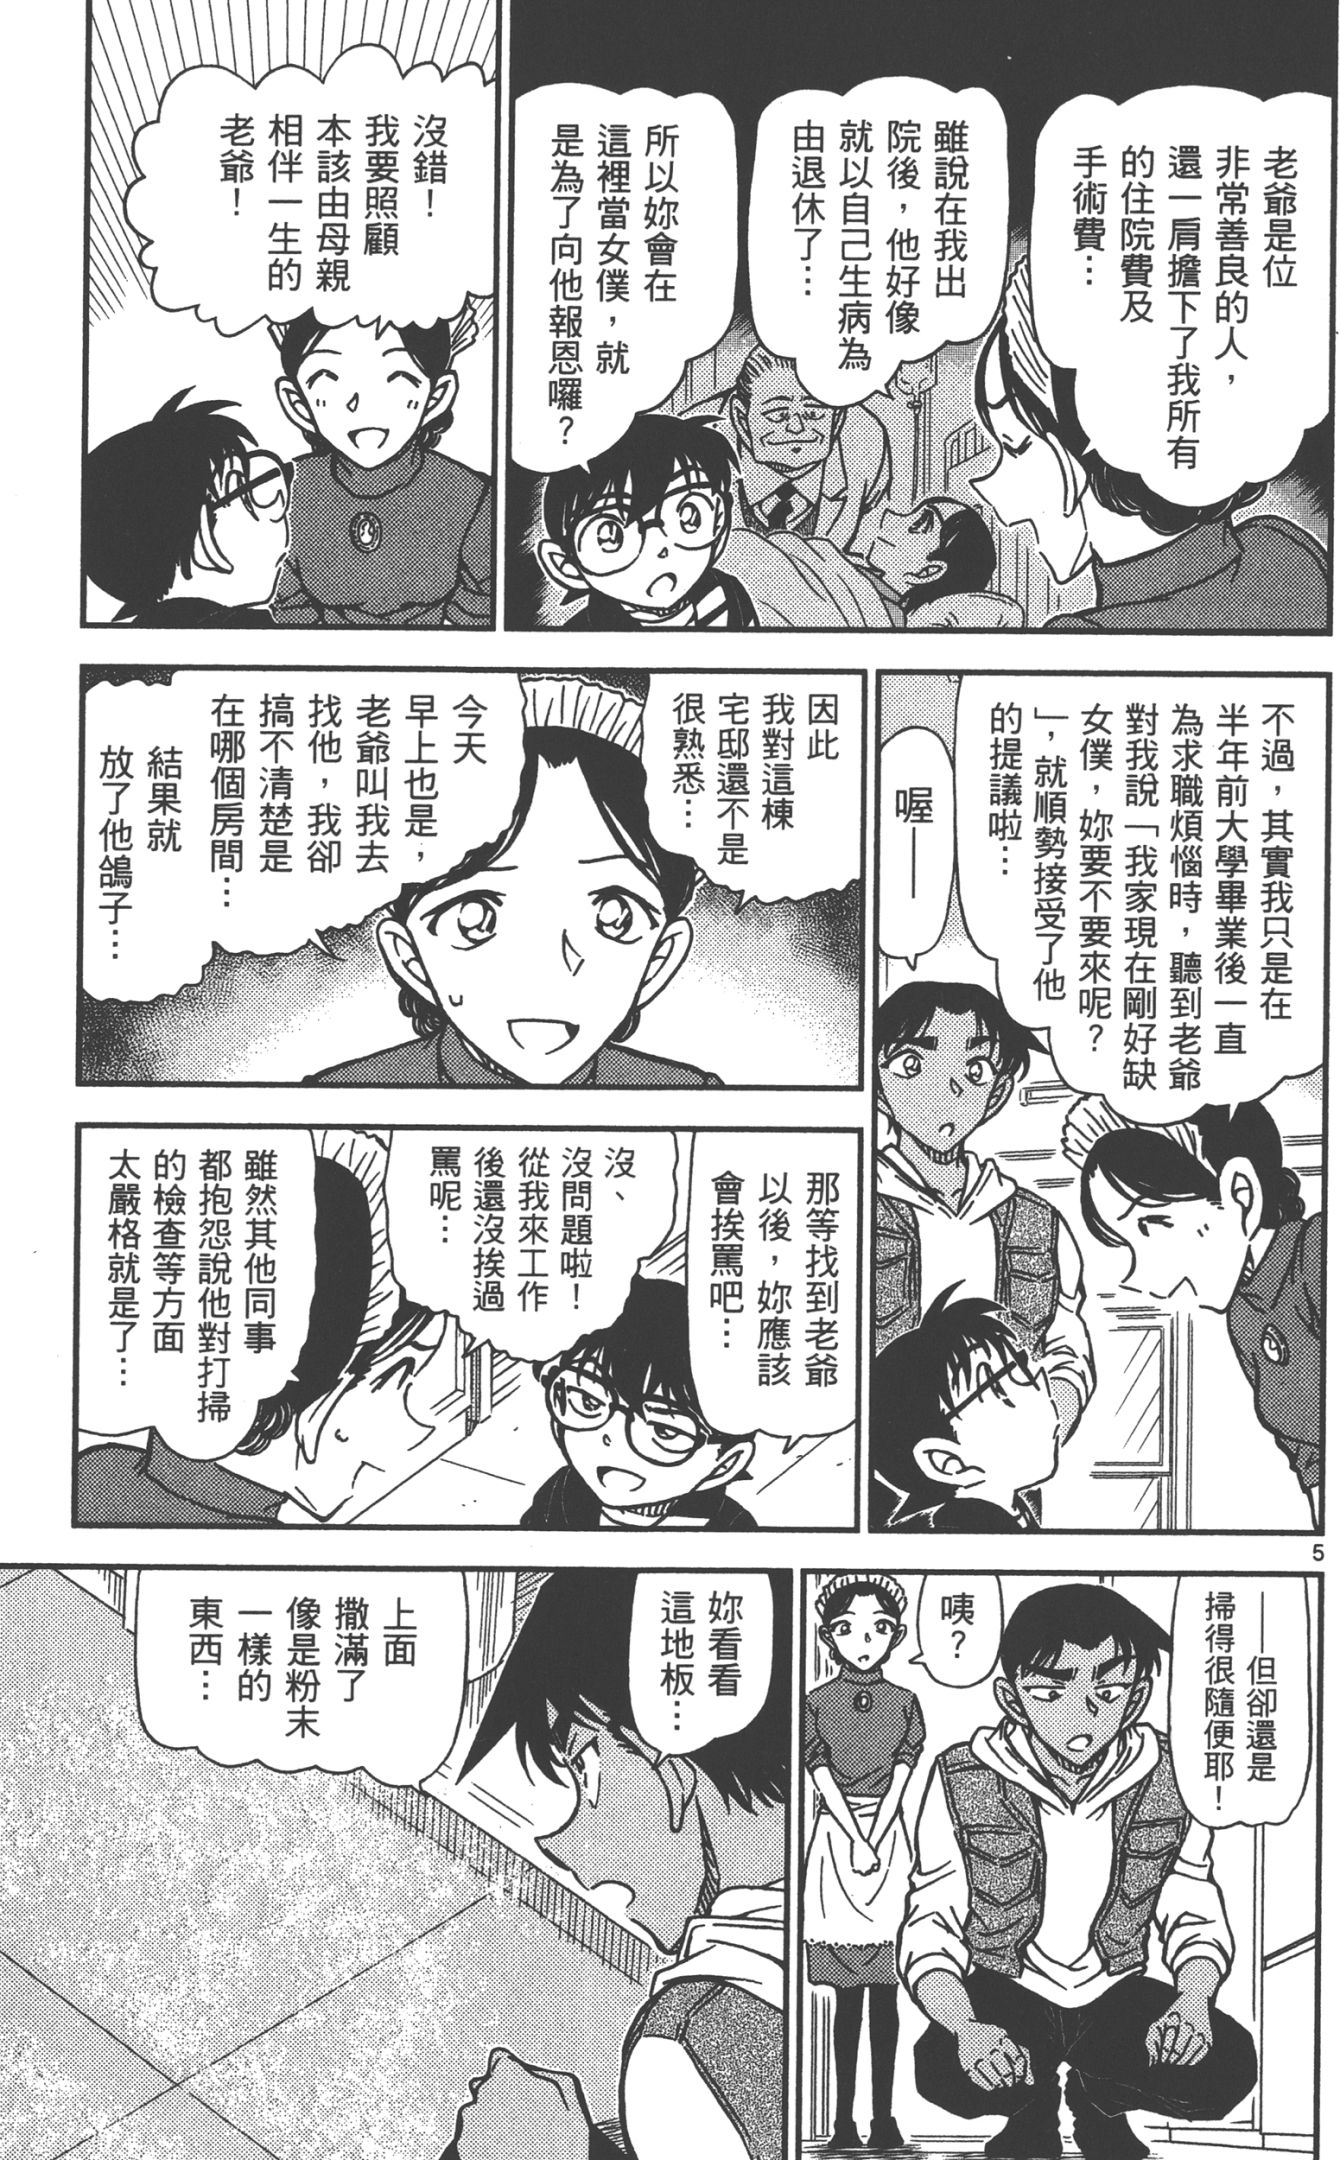 老爺是位
非常善良的人，
還一肩擔下了我所有
的住院費及
手術費…
雖說在我出
院後，他好像
就以自己生病為
由退休了…
所以妳會在
這裡當女僕，就
是為了向他報恩囉？
沒錯！
我要照顧
本該由母親
相伴一生的
老爺！
不過，其實我只是在
半年前大學畢業後一直
為求職煩惱時，聽到老爺
對我說「我家現在剛好缺
女僕，妳要不要來呢？
」，就順勢接受了他
的提議啦…
喔──
因此
我對這棟
宅邸還不是
很熟悉…
今天
早上也是，
老爺叫我去
找他，我卻
搞不清楚是
在哪個房間…
結果就
放了他鴿子…
那等找到老爺
以後，妳應該
會挨罵吧…
沒、
沒問題啦！
從我來工作
後還沒挨過
罵呢…
雖然其他同事
都抱怨說他對打掃
的檢查等方面
太嚴格就是了…
5
──但卻還是
掃得很隨便耶！
咦？
妳看看
這地板…
上面
撒滿了
像是粉末
一樣的
東西…